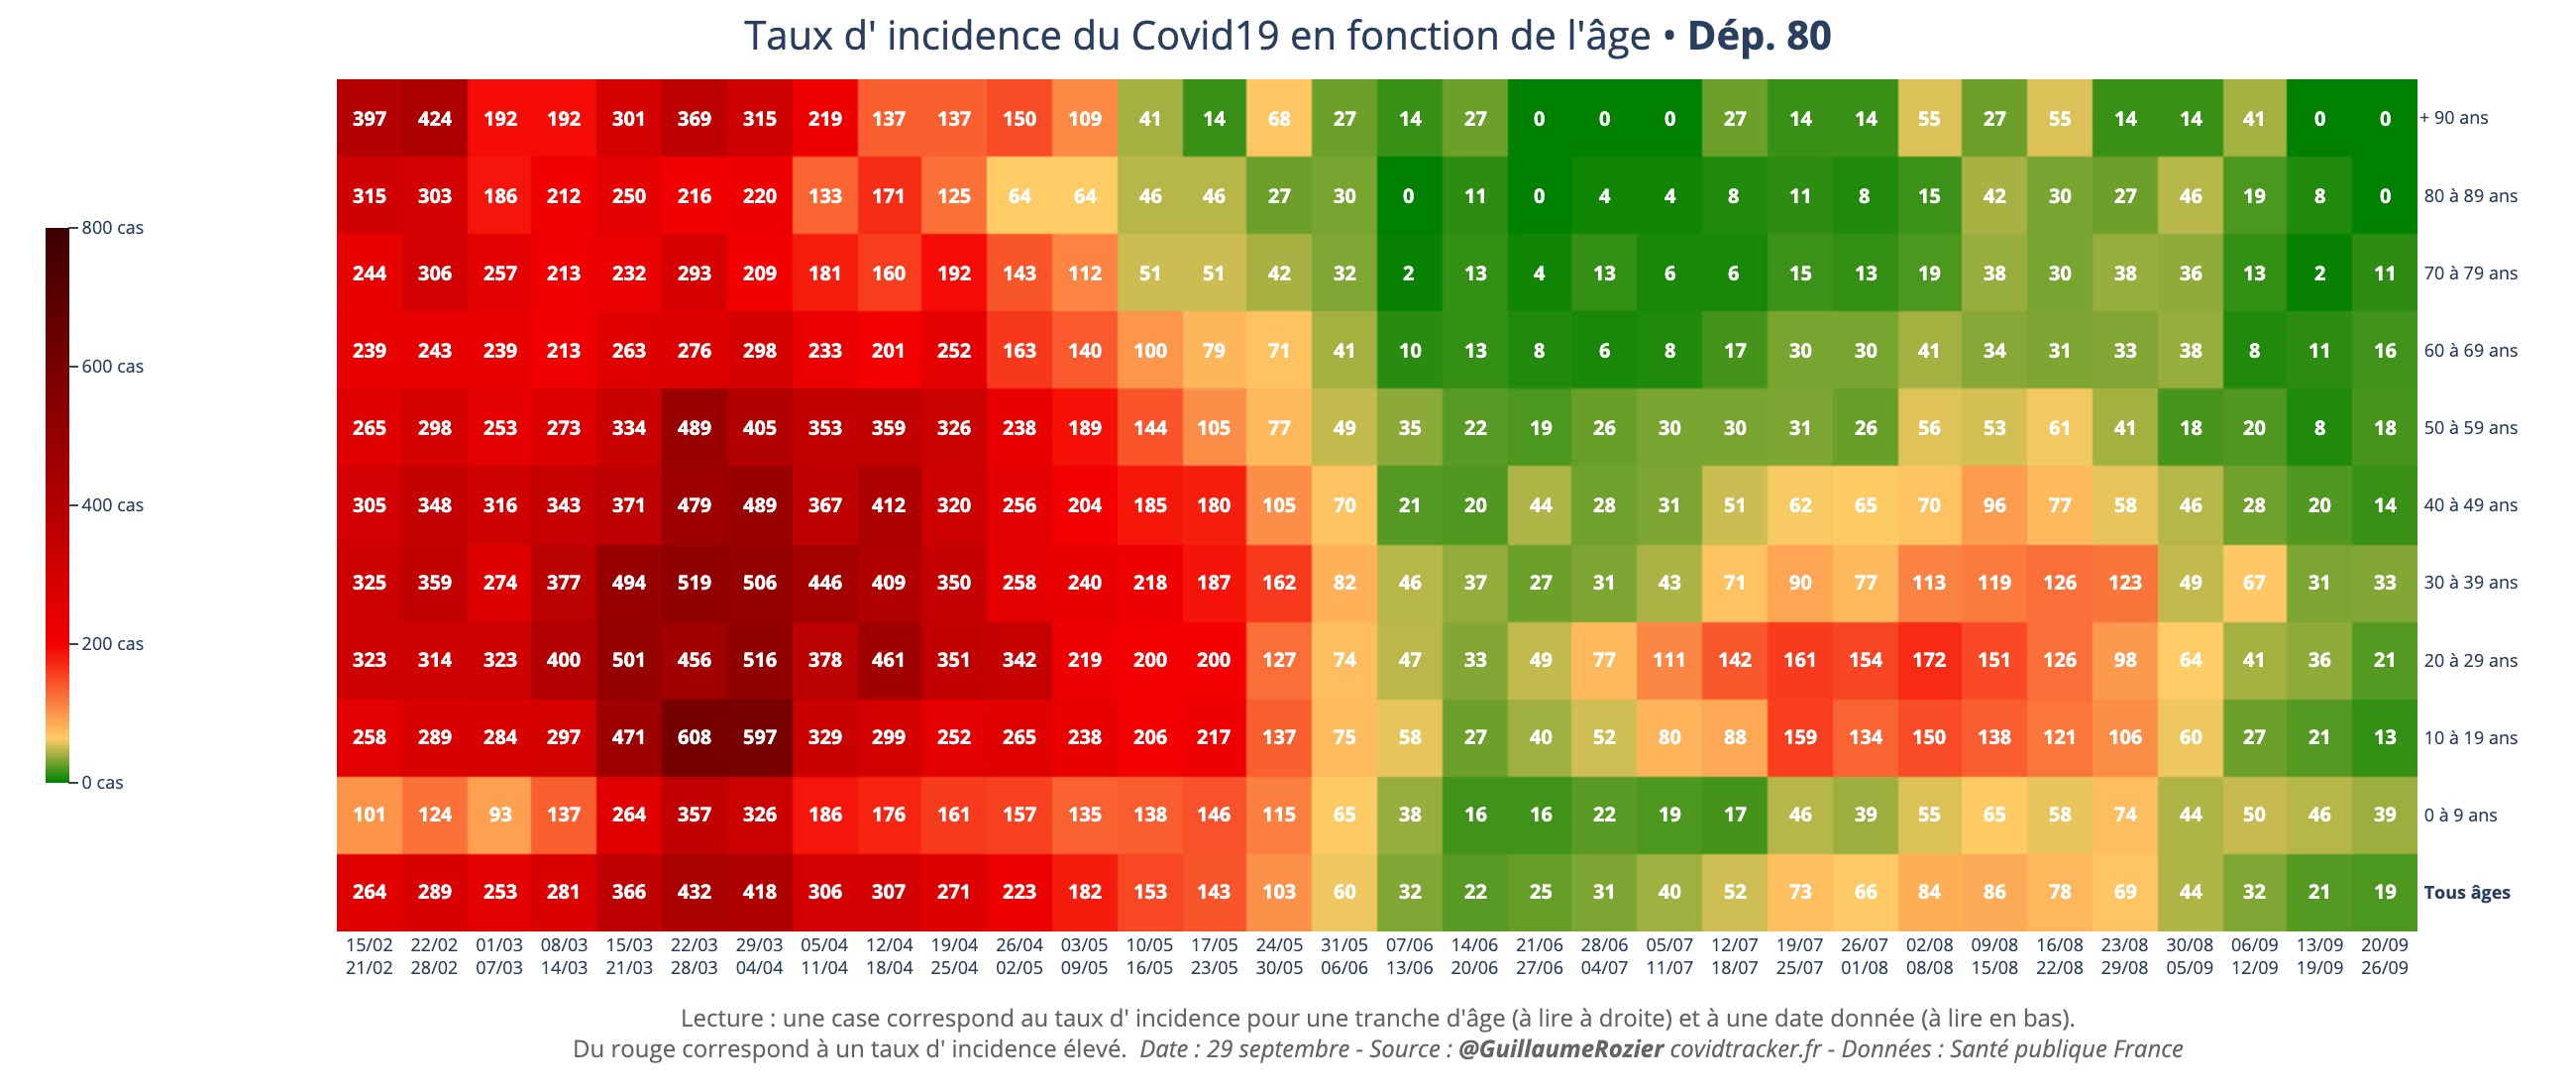 Taux d' incidence du Covid19 en fonction de l'âge • Dép. 80
397 424 192 192 301 369 315 219 137 137 150 109 41 14 68 27 14 27 0 0 0 27 14 14 55 27 55 14 14 41 0 0 + 90 ans
315 303 186 212 250 216 220 133 171 125 64 64 46 46 27 30 0 11 0 4 4 8 11 8 15 42 30 27 46 19 8 0 80 à 89 ans
244 306 257 213 232 293 209 181 160 192 143 112 51 51 42 32 2 13 4 13 6 6 15 13 19 38 30 38 36 13 2 11 70 à 79 ans
239 243 239 213 263 276 298 233 201 252 163 140 100 79 71 41 10 13 8 6 8 17 30 30 41 34 31 33 38 8 11 16 60 à 69 ans
265 298 253 273 334 489 405 353 359 326 238 189 144 105 77 49 35 22 19 26 30 30 31 26 56 53 61 41 18 20 8 18 50 à 59 ans
305 348 316 343 371 479 489 367 412 320 256 204 185 180 105 70 21 20 44 28 31 51 62 65 70 96 77 58 46 28 20 14 40 à 49 ans
325 359 274 377 494 519 506 446 409 350 258 240 218 187 162 82 46 37 27 31 43 71 90 77 113 119 126 123 49 67 31 33 30 à 39 ans
323 314 323 400 501 456 516 378 461 351 342 219 200 200 127 74 47 33 49 77 111 142 161 154 172 151 126 98 64 41 36 21 20 à 29 ans
258 289 284 297 471 608 597 329 299 252 265 238 206 217 137 75 58 27 40 52 80 88 159 134 150 138 121 106 60 27 21 13 10 à 19 ans
101 124 93 137 264 357 326 186 176 161 157 135 138 146 115 65 38 16 16 22 19 17 46 39 55 65 58 74 44 50 46 39 0 à 9 ans
264 289 253 281 366 432 418 306 307 271 223 182 153 143 103 60 32 22 25 31 40 52 73 66 84 86 78 69 44 32 21 19 Tous âges
15/02 22/02 01/03 08/03 15/03 22/03 29/03 05/04 12/04 19/04 26/04 03/05 10/05 17/05 24/05 31/05 07/06 14/06 21/06 28/06 05/07 12/07 19/07 26/07 02/08 09/08 16/08 23/08 30/08 06/09 13/09 20/09
21/02 28/02 07/03 14/03 21/03 28/03 04/04 11/04 18/04 25/04 02/05 09/05 16/05 23/05 30/05 06/06 13/06 20/06 27/06 04/07 11/07 18/07 25/07 01/08 08/08 15/08 22/08 29/08 05/09 12/09 19/09 26/09
800 cas
600 cas
400 cas
200 cas
0 cas
Lecture : une case correspond au taux d' incidence pour une tranche d'âge (à lire à droite) et à une date donnée (à lire en bas).
Du rouge correspond à un taux d' incidence élevé. Date : 29 septembre - Source : @GuillaumeRozier covidtracker.fr - Données : Santé publique France